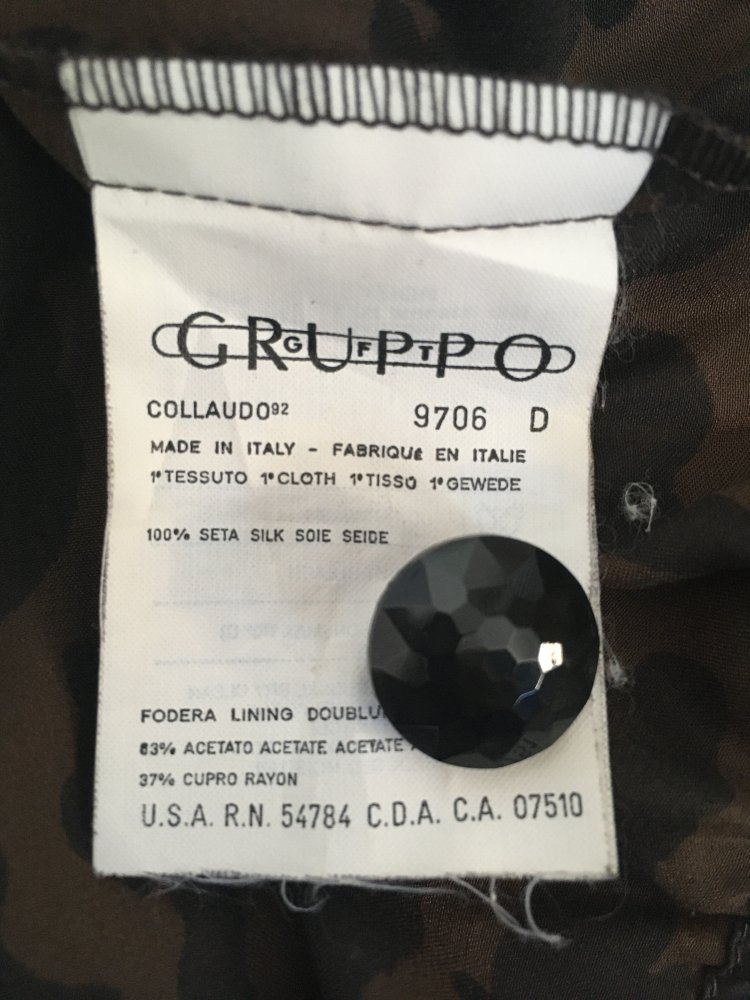 GRUPPO
GFT
COLLAUDO92 9706 D
MADE IN ITALY - FABRIQUé EN ITALIE
1°TESSUTO 1°CLOTH 1°TISSO 1°GEWEDE
100% SETA SILK SOIE SEIDE
FODERA LINING
63% ACETATO ACETATE ACETATE
37% CUPRO RAYON
U.S.A. R.N. 54784 C.D.A. C.A. 07510